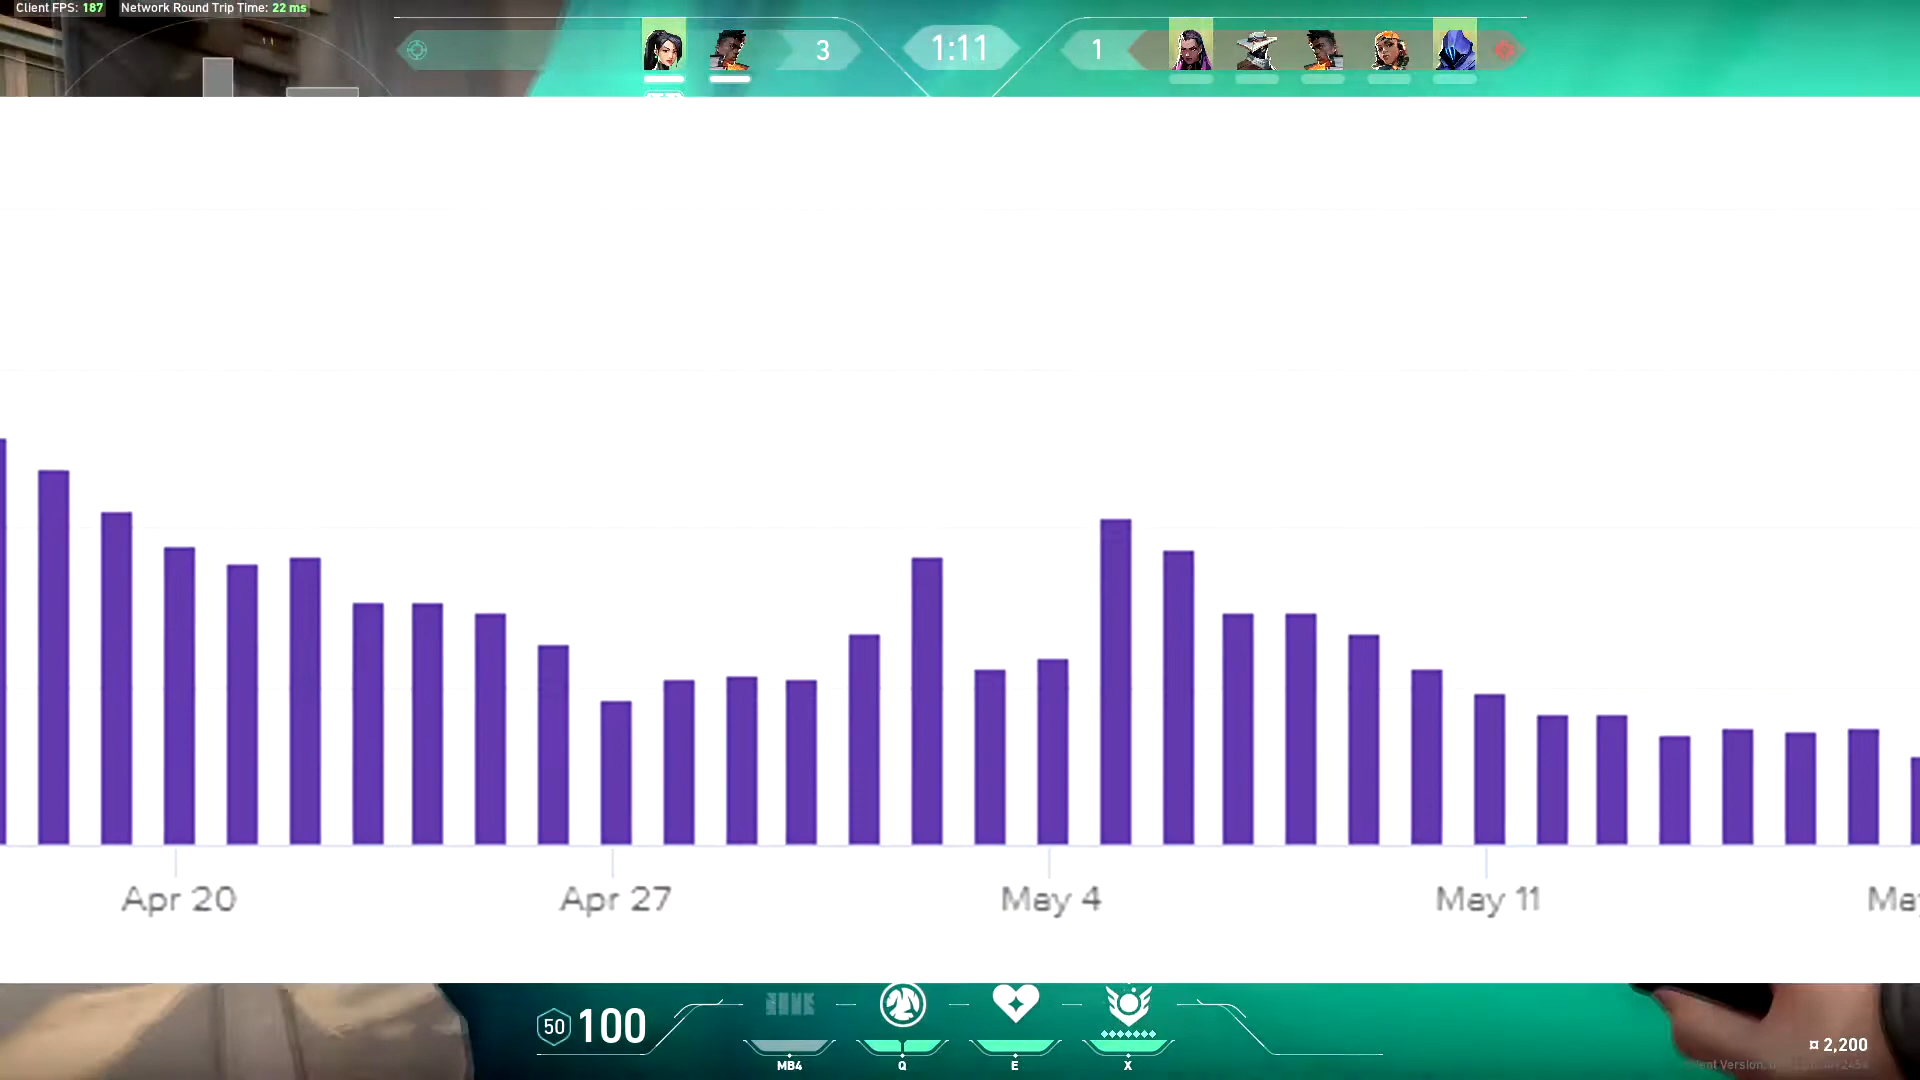 Client FPS: 187 Network Round Trip Time: 22 ms
3 1:11 1
Apr 20 Apr 27 May 4 May 11
50 100
MB4 Q E X
¤ 2,200